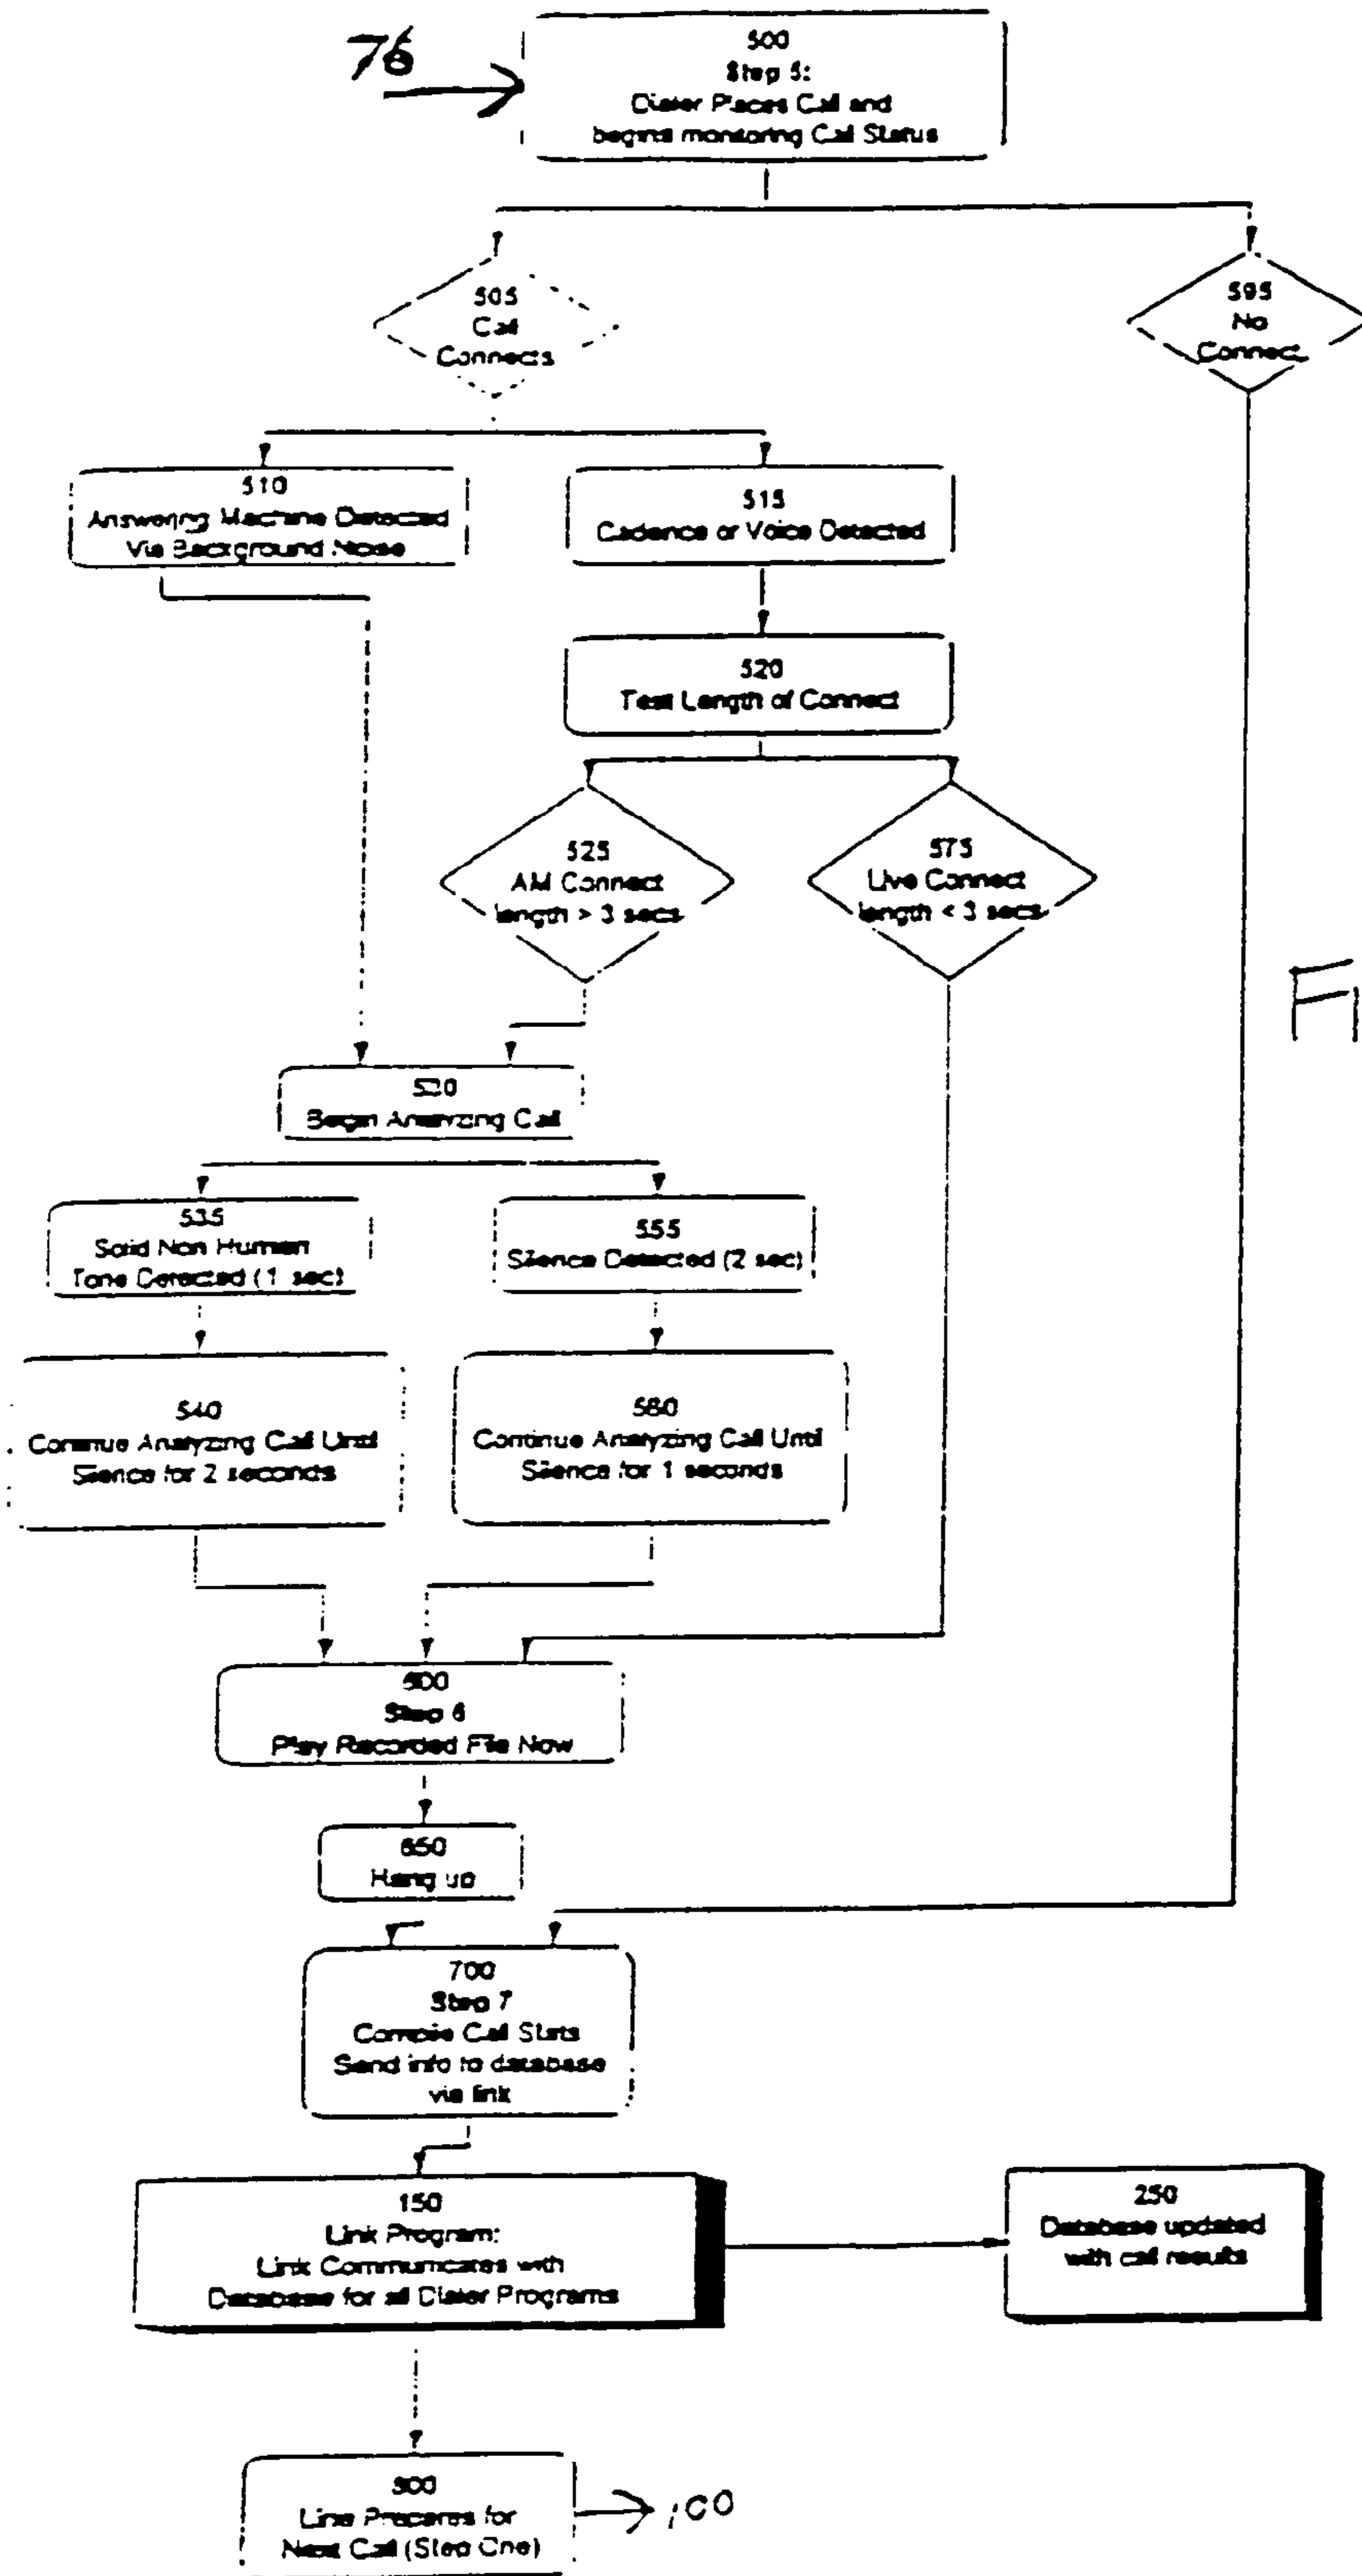 76
500
Step 5:
Dialer Places Call and
begins monitoring Call Status
505
Call
Connects
595
No
Connect
510
Answering Machine Detected
Via Background Noise
515
Cadence or Voice Detected
520
Test Length of Connect
525
AM Connect
length > 3 secs
575
Live Connect
length < 3 secs
530
Begin Analyzing Call
535
Solid Non Human
Tone Detected (1 sec)
555
Silence Detected (2 sec)
540
Continue Analyzing Call Until
Silence for 2 seconds
560
Continue Analyzing Call Until
Silence for 1 seconds
600
Step 6
Play Recorded File Now
650
Hang up
700
Step 7
Compile Call Stats
Send info to database
via link
150
Link Program:
Link Communicates with
Database for all Dialer Programs
250
Database updated
with call results
Line Prepares for
Next Call (Step One)
100